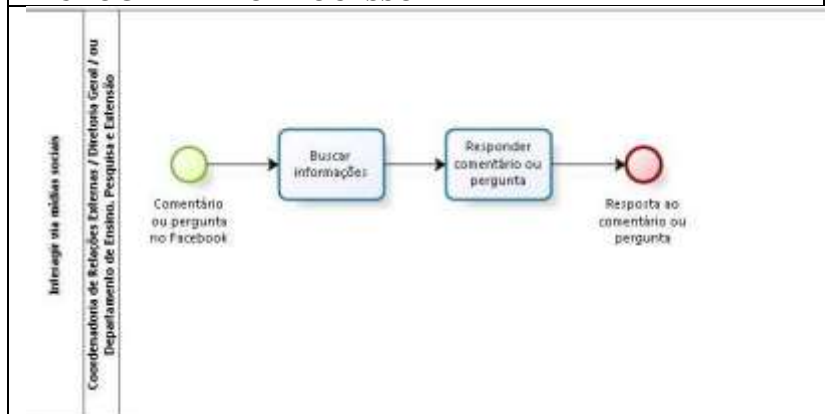 Interagir via mídias sociais
Coordenadoria de Relações Externas / Diretoria Geral / ou
Departamento de Ensino, Pesquisa e Extensão
Comentário
ou pergunta
no Facebook
Buscar
informações
Responder
comentário ou
pergunta
Resposta ao
comentário ou
pergunta